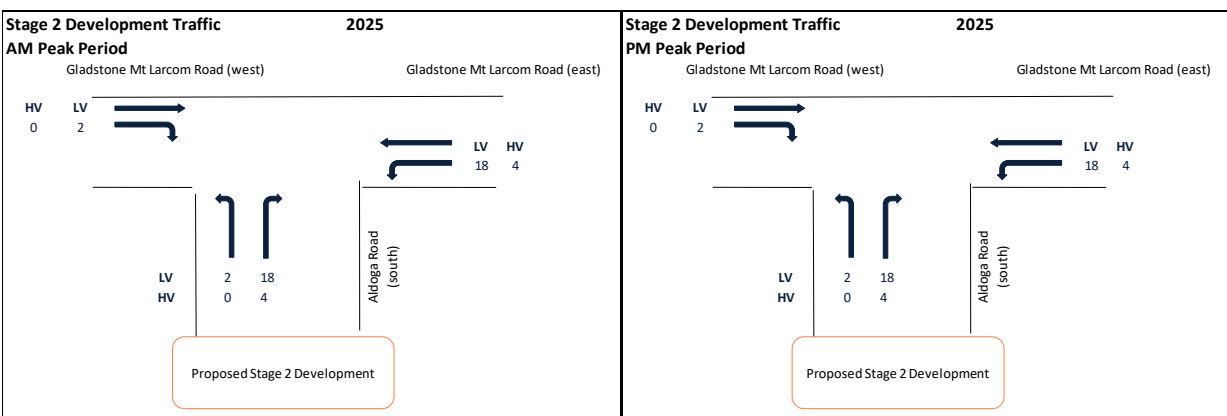 Stage 2 Development Traffic 2025
AM Peak Period
Gladstone Mt Larcom Road (west) Gladstone Mt Larcom Road (east)
HV LV
0 2
LV HV
18 4
Aldoga Road
(south)
LV 2 18
HV 0 4
Proposed Stage 2 Development
Stage 2 Development Traffic 2025
PM Peak Period
Gladstone Mt Larcom Road (west) Gladstone Mt Larcom Road (east)
HV LV
0 2
LV HV
18 4
Aldoga Road
(south)
LV 2 18
HV 0 4
Proposed Stage 2 Development